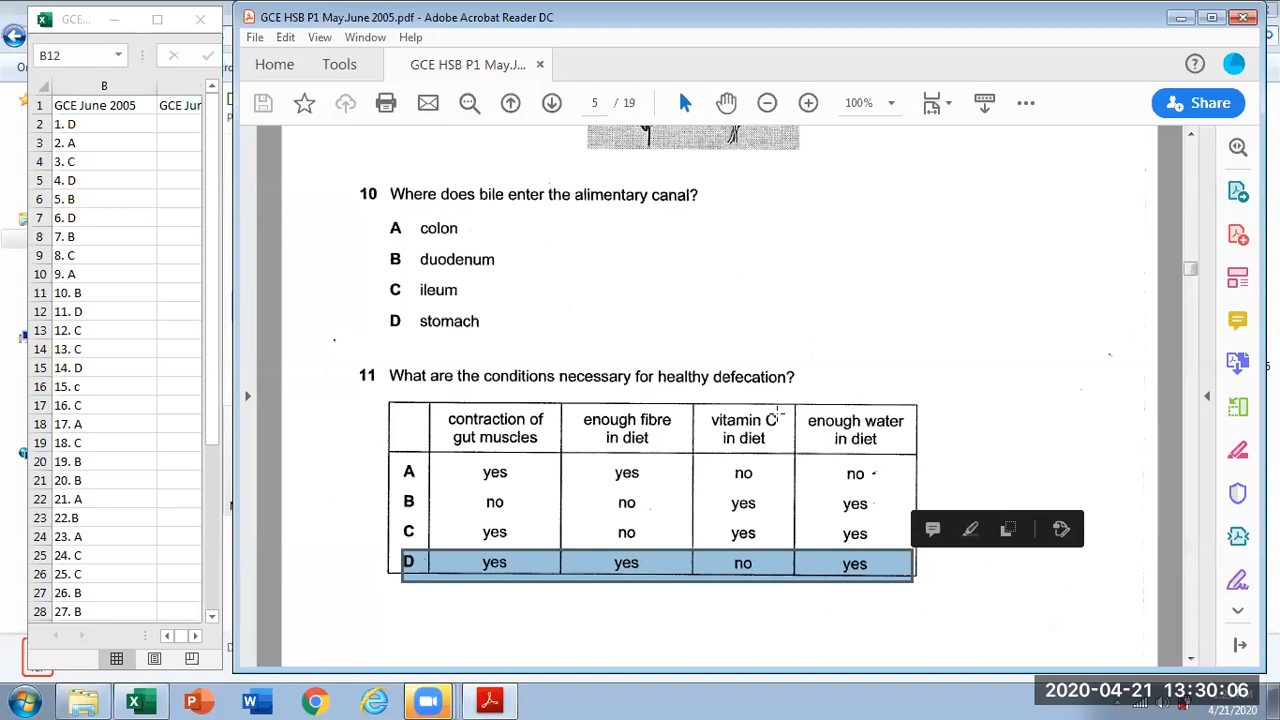 GCE...
GCE HSB P1 May.June 2005.pdf - Adobe Acrobat Reader DC
File Edit View Window Help
Home Tools GCE HSB P1 May.J... ×
5 / 19 100% Share
B12
B
1 GCE June 2005 GCE Jur
2 1. D
3 2. A
4 3. C
5 4. D
6 5. B
7 6. D
8 7. B
9 8. C
10 9. A
11 10. B
12 11. D
13 12. C
14 13. C
15 14. D
16 15. c
17 16. C
18 17. A
19 18. C
20 19. B
21 20. B
22 21. A
23 22.B
24 23. A
25 24. C
26 25. C
27 26. B
28 27. B
10 Where does bile enter the alimentary canal?
A colon
B duodenum
C ileum
D stomach
11 What are the conditions necessary for healthy defecation?
contraction of gut muscles enough fibre in diet vitamin C in diet enough water in diet
A yes yes no no
B no no yes yes
C yes no yes yes
D yes yes no yes
2020-04-21 13:30:06
4/21/2020